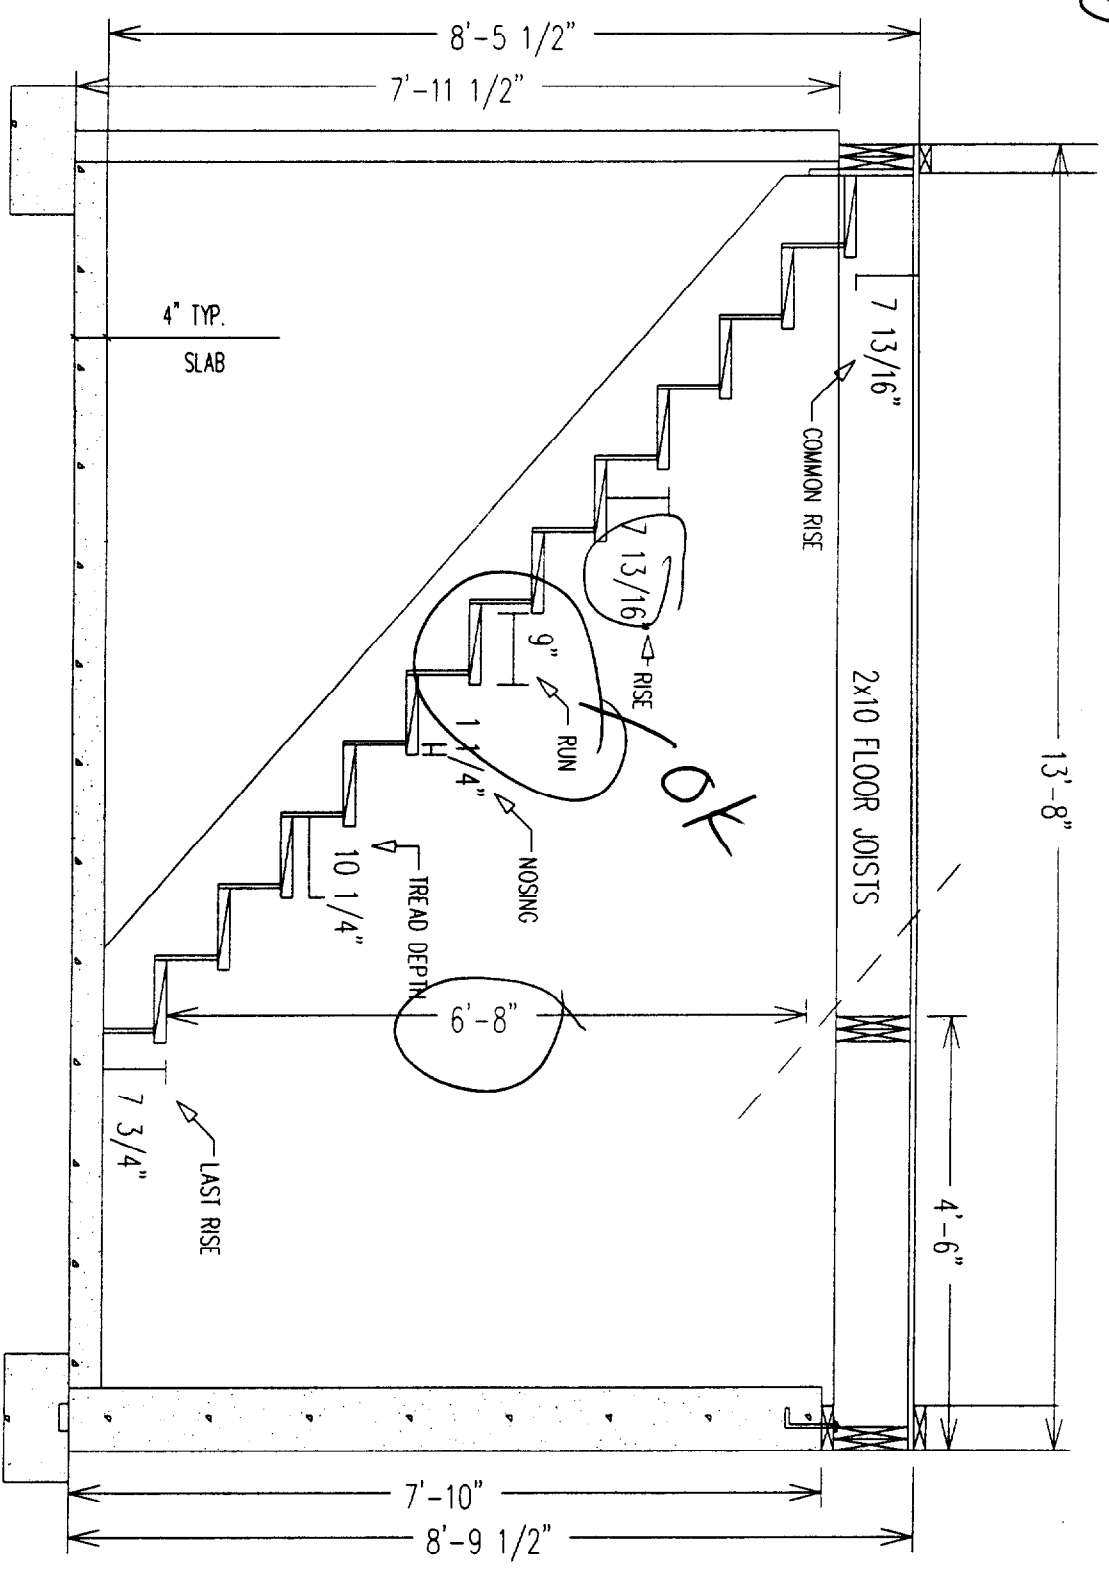 8'-5 1/2"
7'-11 1/2"
4" TYP.
SLAB
7 13/16"
COMMON RISE
13'-8"
2x10 FLOOR JOISTS
7 13/16"
RISE
9"
RUN
OK
1 1/4"
NOSING
10 1/4"
TREAD DEPTH
6'-8"
7 3/4"
LAST RISE
4'-6"
7'-10"
8'-9 1/2"